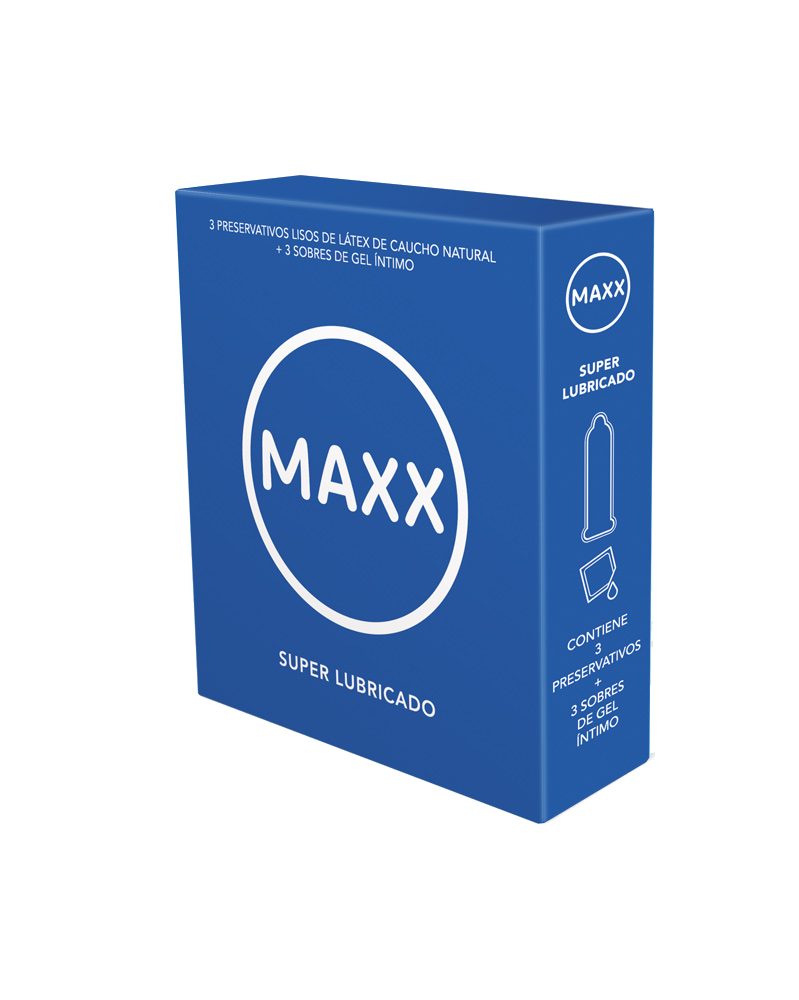 3 PRESERVATIVOS LISOS DE LÁTEX DE CAUCHO NATURAL
+ 3 SOBRES DE GEL ÍNTIMO
MAXX
SUPER LUBRICADO
MAXX
SUPER
LUBRICADO
CONTIENE
3
PRESERVATIVOS
+
3 SOBRES
DE GEL
ÍNTIMO